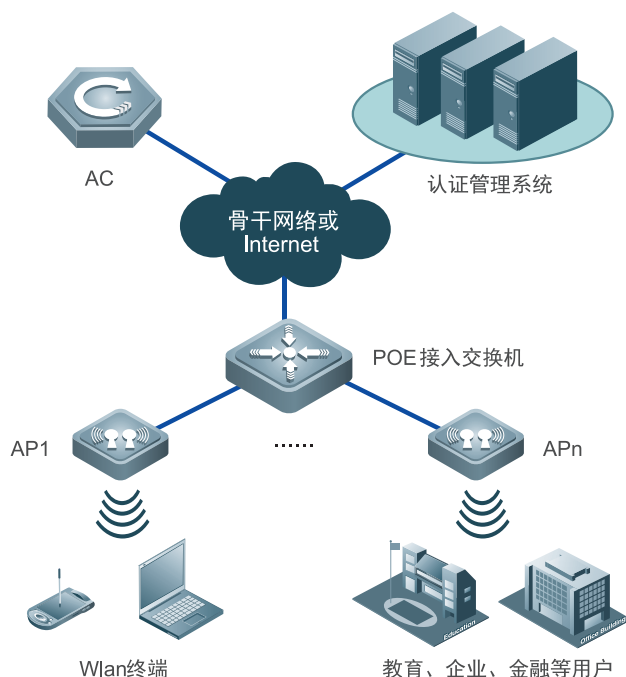 AC
认证管理系统
骨干网络或
Internet
POE接入交换机
AP1
......
APn
Education
Office Building
Wlan终端
教育、企业、金融等用户